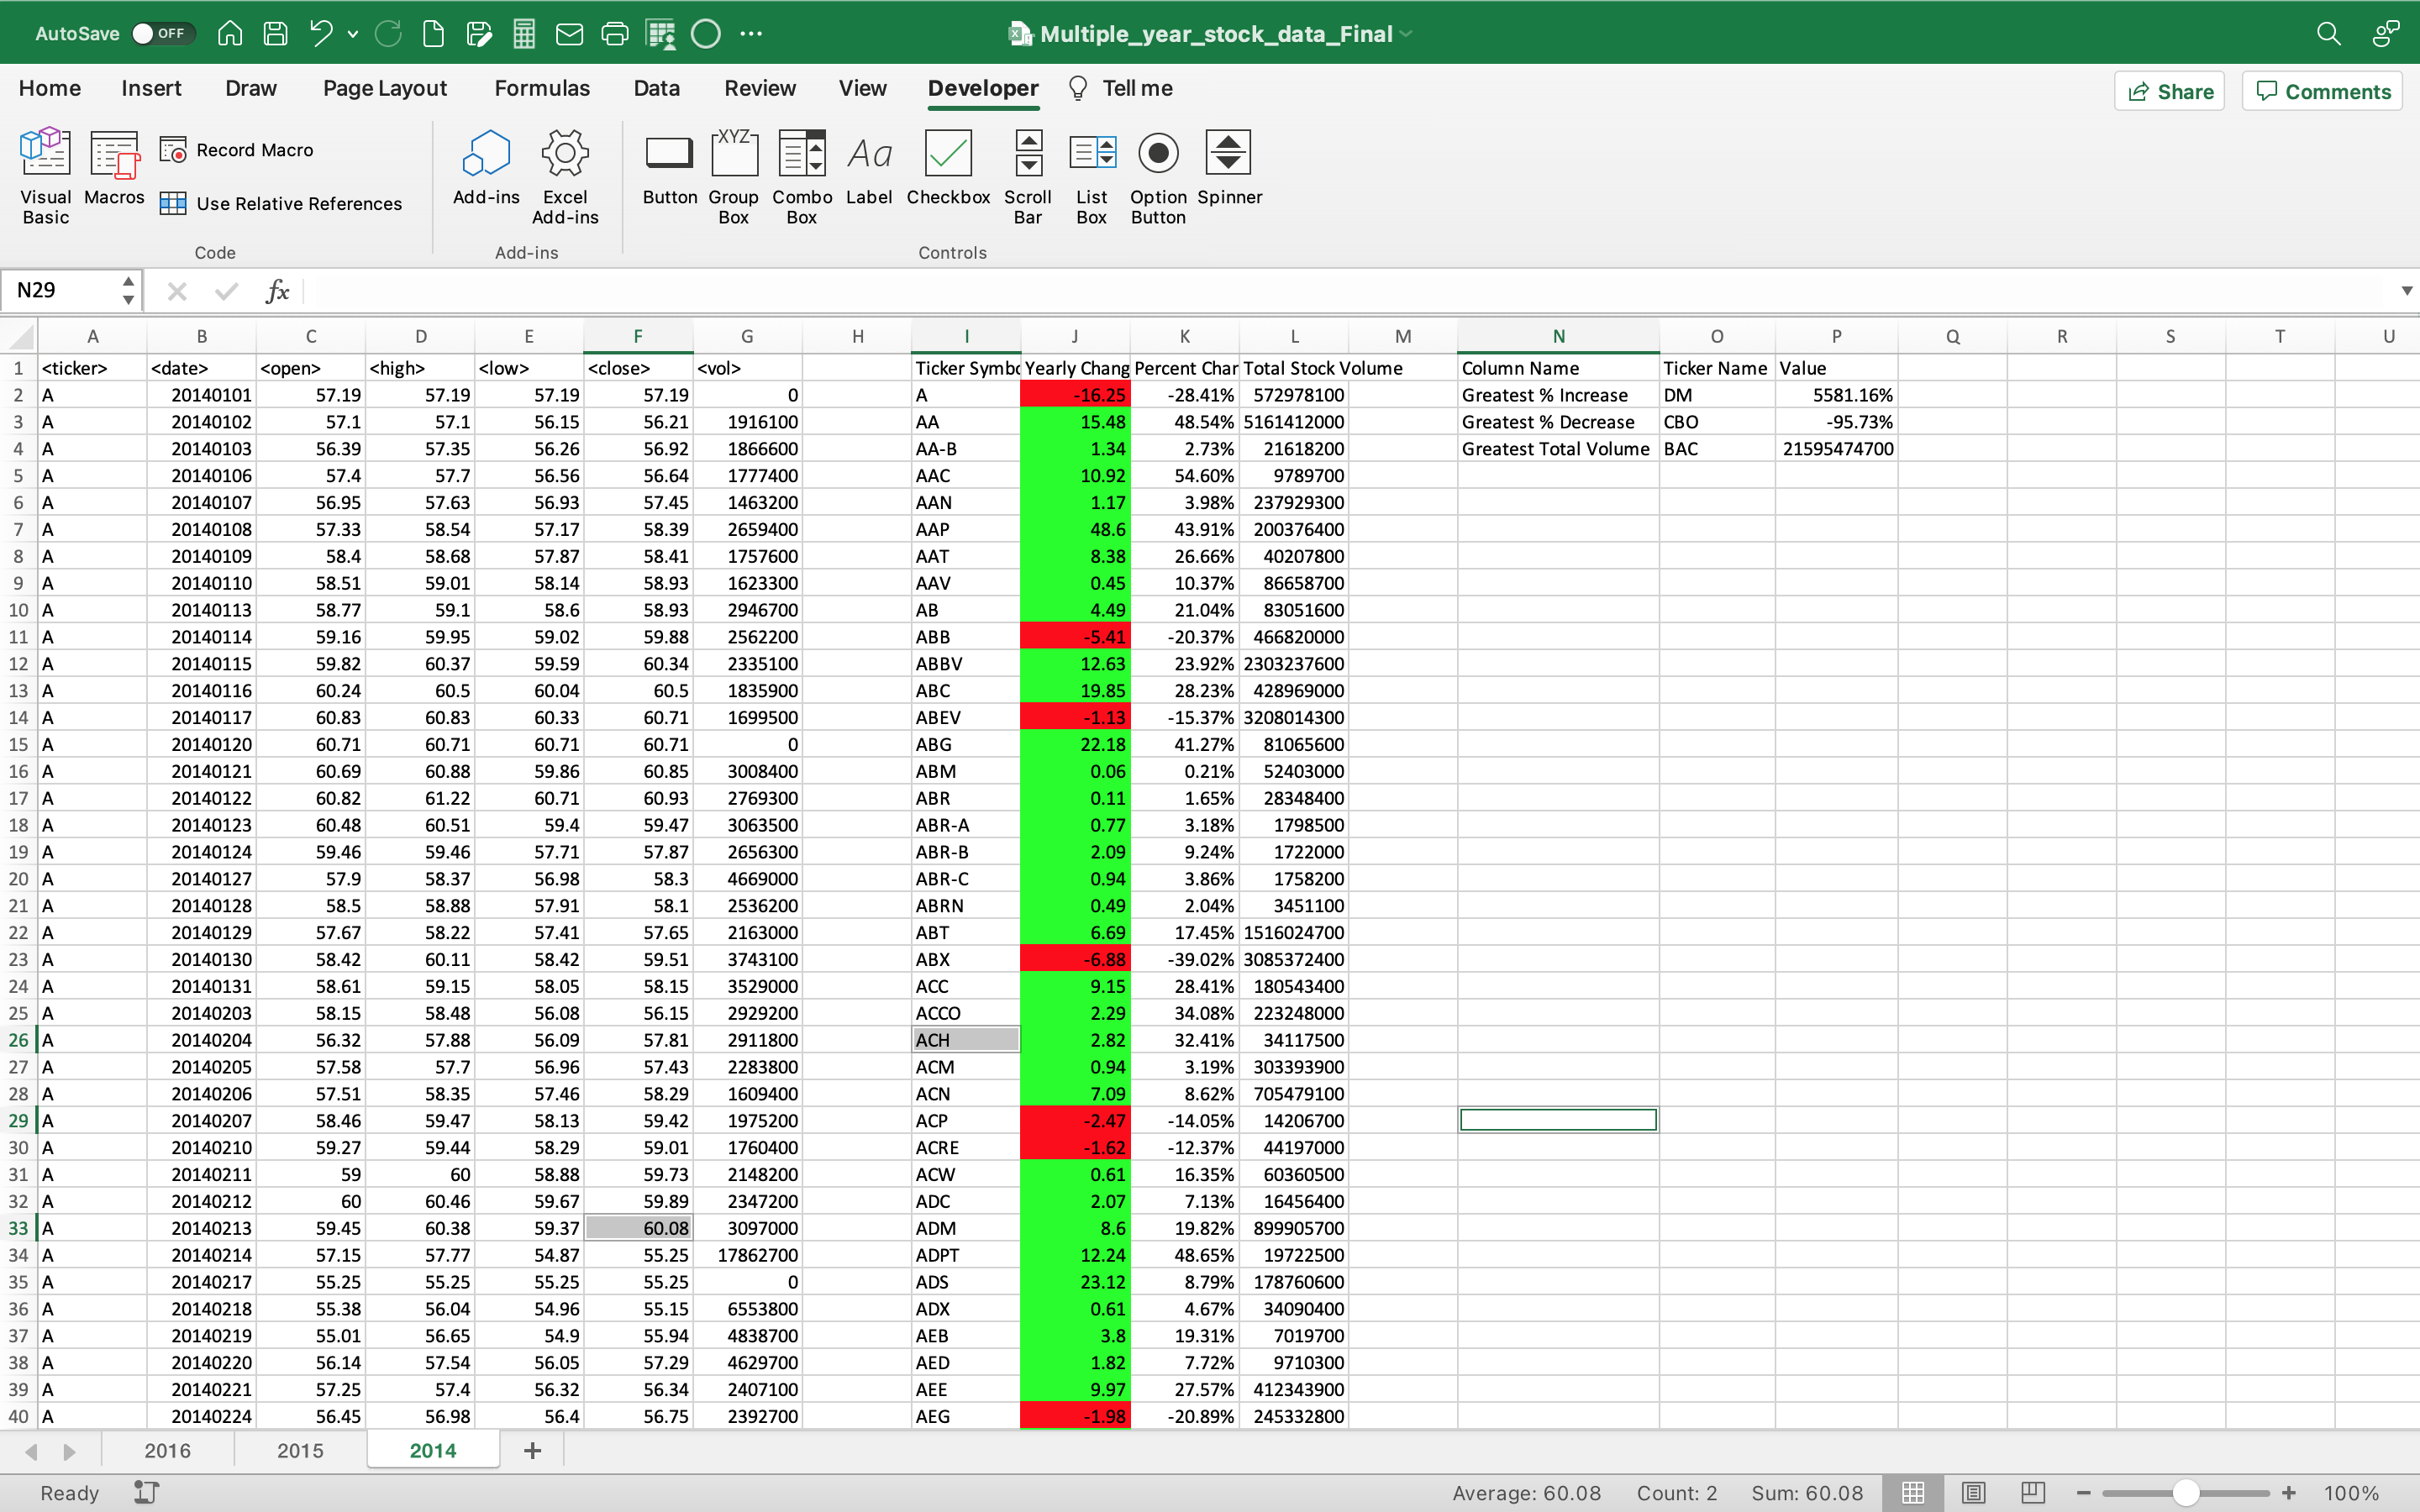 AutoSave OFF Multiple_year_stock_data_Final
Home Insert Draw Page Layout Formulas Data Review View Developer Tell me Share Comments
Visual Basic Macros Record Macro Use Relative References Add-ins Excel Add-ins XYZ Aa Button Group Box Combo Box Label Checkbox Scroll Bar List Box Option Button Spinner
Code Add-ins Controls
N29 fx
A B C D E F G H I J K L M N O P Q R S T U
1 <ticker> <date> <open> <high> <low> <close> <vol> Ticker Symbo Yearly Chang Percent Char Total Stock Volume Column Name Ticker Name Value
2 A 20140101 57.19 57.19 57.19 57.19 0 A -16.25 -28.41% 572978100 Greatest % Increase DM 5581.16%
3 A 20140102 57.1 57.1 56.15 56.21 1916100 AA 15.48 48.54% 5161412000 Greatest % Decrease CBO -95.73%
4 A 20140103 56.39 57.35 56.26 56.92 1866600 AA-B 1.34 2.73% 21618200 Greatest Total Volume BAC 21595474700
5 A 20140106 57.4 57.7 56.56 56.64 1777400 AAC 10.92 54.60% 9789700
6 A 20140107 56.95 57.63 56.93 57.45 1463200 AAN 1.17 3.98% 237929300
7 A 20140108 57.33 58.54 57.17 58.39 2659400 AAP 48.6 43.91% 200376400
8 A 20140109 58.4 58.68 57.87 58.41 1757600 AAT 8.38 26.66% 40207800
9 A 20140110 58.51 59.01 58.14 58.93 1623300 AAV 0.45 10.37% 86658700
10 A 20140113 58.77 59.1 58.6 58.93 2946700 AB 4.49 21.04% 83051600
11 A 20140114 59.16 59.95 59.02 59.88 2562200 ABB -5.41 -20.37% 466820000
12 A 20140115 59.82 60.37 59.59 60.34 2335100 ABBV 12.63 23.92% 2303237600
13 A 20140116 60.24 60.5 60.04 60.5 1835900 ABC 19.85 28.23% 428969000
14 A 20140117 60.83 60.83 60.33 60.71 1699500 ABEV -1.13 -15.37% 3208014300
15 A 20140120 60.71 60.71 60.71 60.71 0 ABG 22.18 41.27% 81065600
16 A 20140121 60.69 60.88 59.86 60.85 3008400 ABM 0.06 0.21% 52403000
17 A 20140122 60.82 61.22 60.71 60.93 2769300 ABR 0.11 1.65% 28348400
18 A 20140123 60.48 60.51 59.4 59.47 3063500 ABR-A 0.77 3.18% 1798500
19 A 20140124 59.46 59.46 57.71 57.87 2656300 ABR-B 2.09 9.24% 1722000
20 A 20140127 57.9 58.37 56.98 58.3 4669000 ABR-C 0.94 3.86% 1758200
21 A 20140128 58.5 58.88 57.91 58.1 2536200 ABRN 0.49 2.04% 3451100
22 A 20140129 57.67 58.22 57.41 57.65 2163000 ABT 6.69 17.45% 1516024700
23 A 20140130 58.42 60.11 58.42 59.51 3743100 ABX -6.88 -39.02% 3085372400
24 A 20140131 58.61 59.15 58.05 58.15 3529000 ACC 9.15 28.41% 180543400
25 A 20140203 58.15 58.48 56.08 56.15 2929200 ACCO 2.29 34.08% 223248000
26 A 20140204 56.32 57.88 56.09 57.81 2911800 ACH 2.82 32.41% 34117500
27 A 20140205 57.58 57.7 56.96 57.43 2283800 ACM 0.94 3.19% 303393900
28 A 20140206 57.51 58.35 57.46 58.29 1609400 ACN 7.09 8.62% 705479100
29 A 20140207 58.46 59.47 58.13 59.42 1975200 ACP -2.47 -14.05% 14206700
30 A 20140210 59.27 59.44 58.29 59.01 1760400 ACRE -1.62 -12.37% 44197000
31 A 20140211 59 60 58.88 59.73 2148200 ACW 0.61 16.35% 60360500
32 A 20140212 60 60.46 59.67 59.89 2347200 ADC 2.07 7.13% 16456400
33 A 20140213 59.45 60.38 59.37 60.08 3097000 ADM 8.6 19.82% 899905700
34 A 20140214 57.15 57.77 54.87 55.25 17862700 ADPT 12.24 48.65% 19722500
35 A 20140217 55.25 55.25 55.25 55.25 0 ADS 23.12 8.79% 178760600
36 A 20140218 55.38 56.04 54.96 55.15 6553800 ADX 0.61 4.67% 34090400
37 A 20140219 55.01 56.65 54.9 55.94 4838700 AEB 3.8 19.31% 7019700
38 A 20140220 56.14 57.54 56.05 57.29 4629700 AED 1.82 7.72% 9710300
39 A 20140221 57.25 57.4 56.32 56.34 2407100 AEE 9.97 27.57% 412343900
40 A 20140224 56.45 56.98 56.4 56.75 2392700 AEG -1.98 -20.89% 245332800
2016 2015 2014 +
Ready Average: 60.08 Count: 2 Sum: 60.08 100%